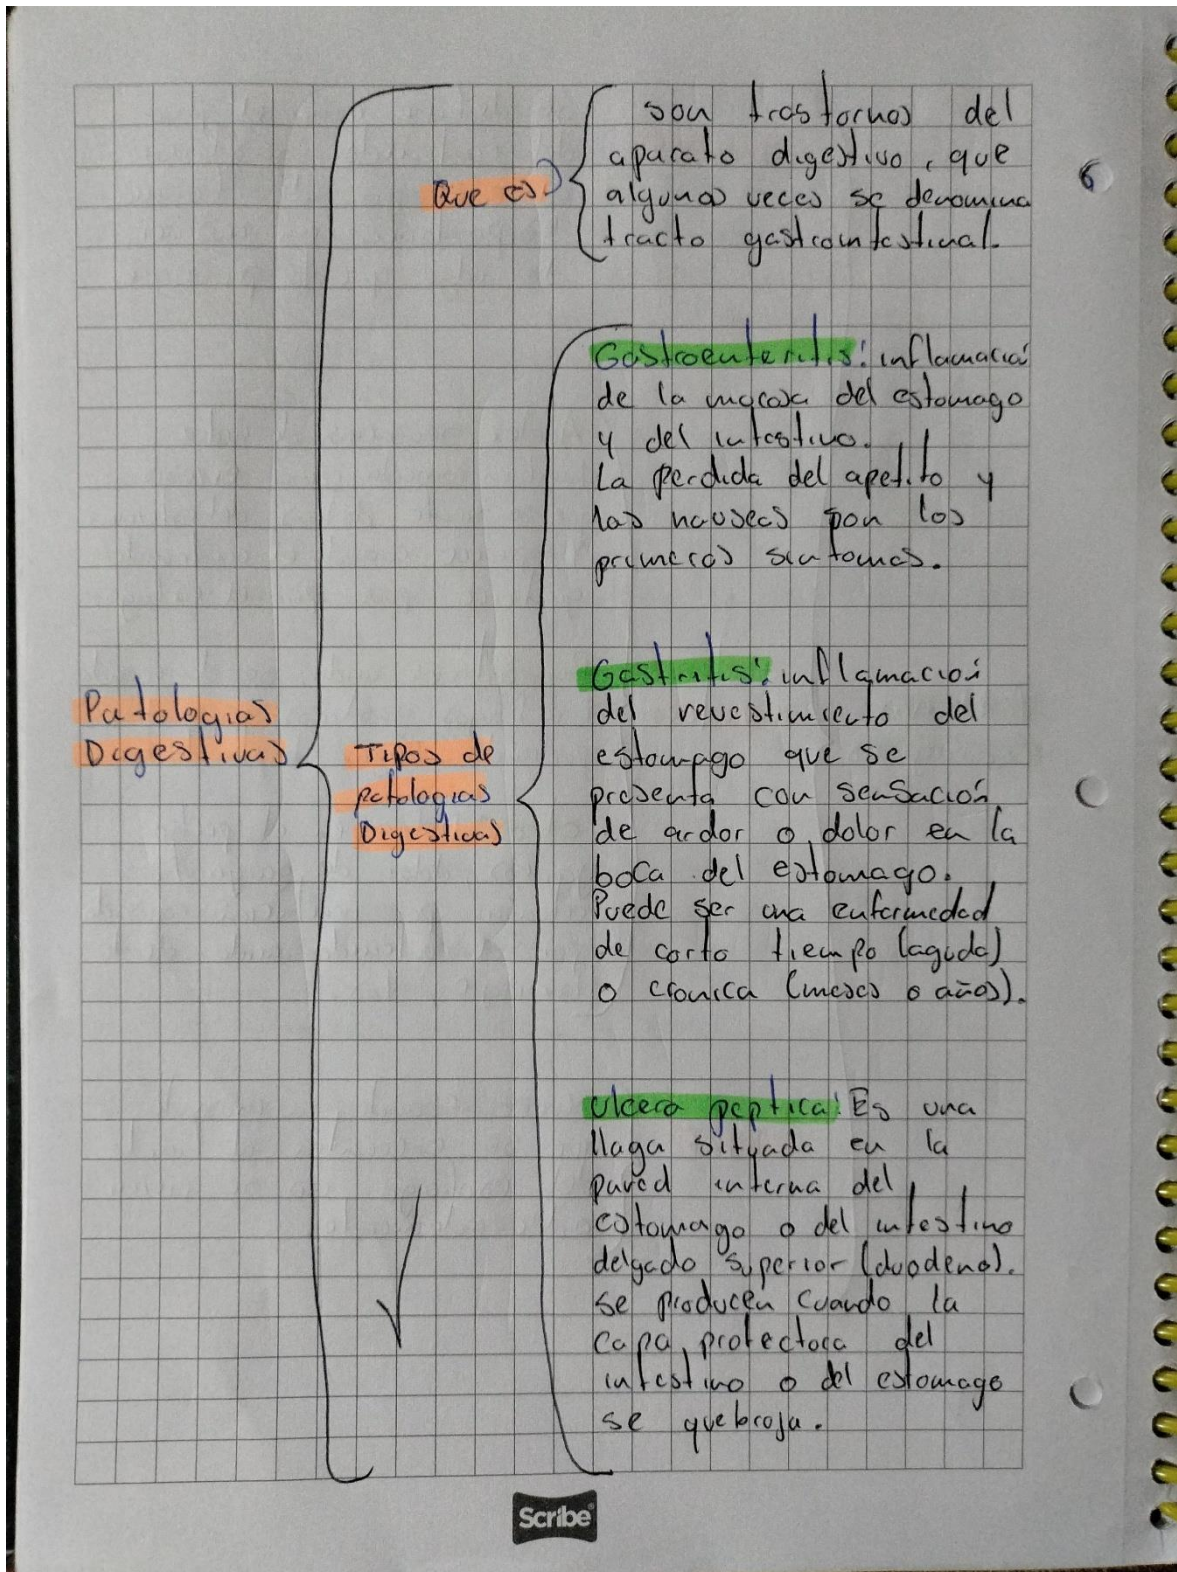 son trastornos del
aparato digestivo, que
Que es?
algunas veces se denomina
tracto gastrointestinal.
6
Gastroenteritis: inflamació
de la mucosa del estomago
y del intestino.
La perdida del apetito y
las nauseas son los
primeros sintomas.
Gastritis: inflamación
del revestimiento del
estomago que se
presenta con sensación
de ardor o dolor en la
boca del estomago.
Puede ser una enfermedad
de corto tiempo (aguda)
o cronica (meses o años).
Patologias
Digestivas
Tipos de
patologias
Digestivas
Ulcera peptica: Es una
llaga situada en la
pared interna del
estomago o del intestino
delgado superior (duodeno).
se producen cuando la
capa protectora del
intestino o del estomago
se quebraja.
Scribe